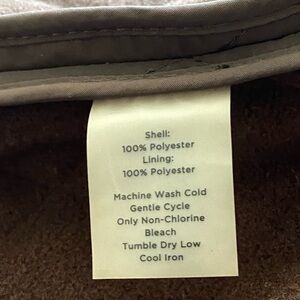 Shell:
100% Polyester
Lining:
100% Polyester
Machine Wash Cold
Gentle Cycle
Only Non-Chlorine
Bleach
Tumble Dry Low
Cool Iron